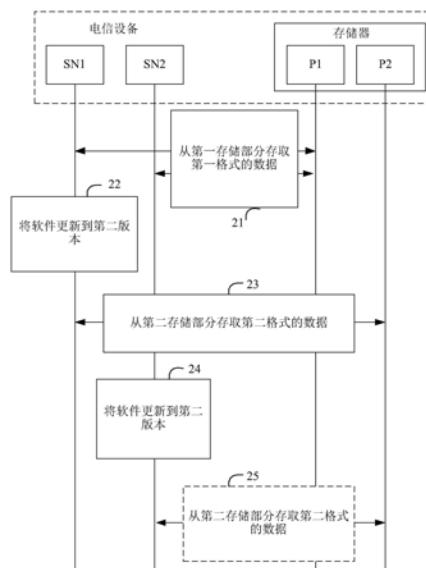 电信设备
存储器
SN1
SN2
P1
P2
从第一存储部分存取
第一格式的数据
21
22
将软件更新到第二版
本
23
从第二存储部分存取第二格式的数据
24
将软件更新到第二
版本
25
从第二存储部分存取第二格式
的数据